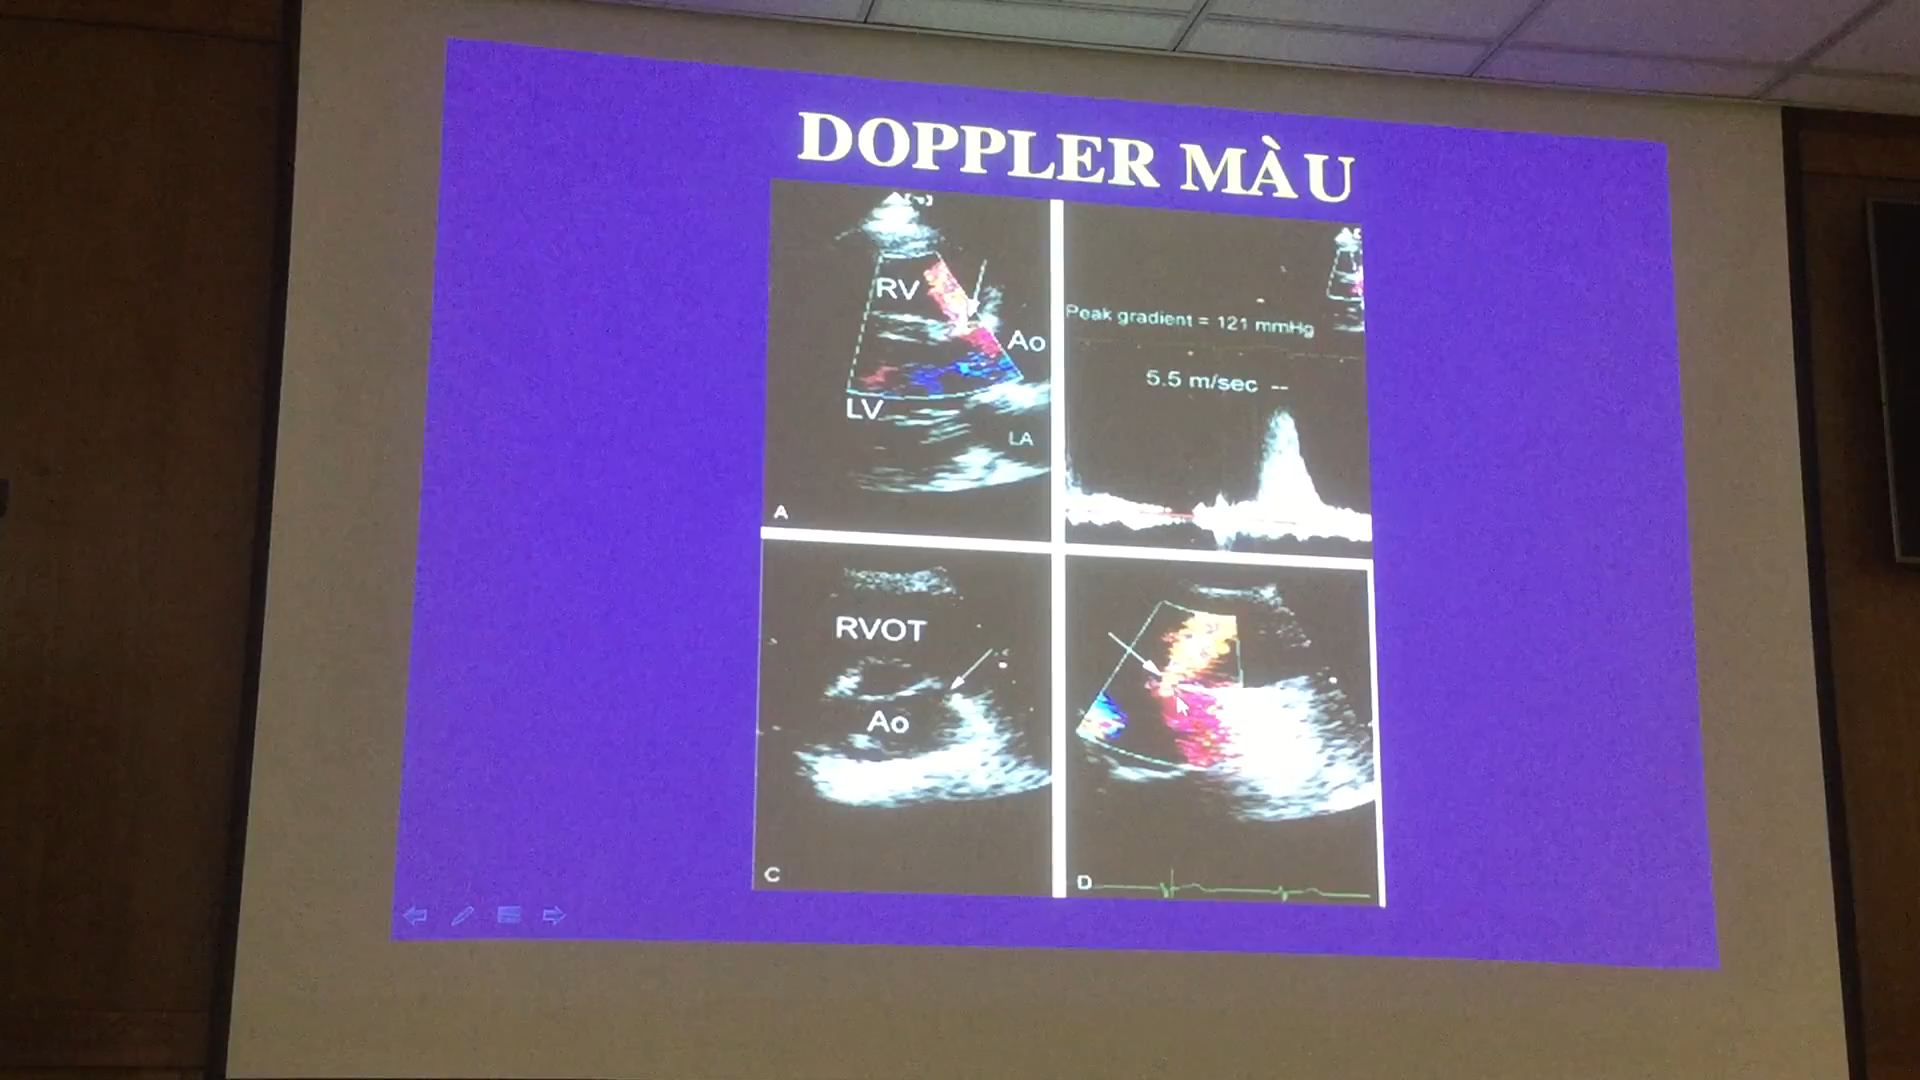 DOPPLER MÀU
RV
Ao
LV
LA
A
Peak gradient = 121 mmHg
5.5 m/sec --
RVOT
Ao
C
D